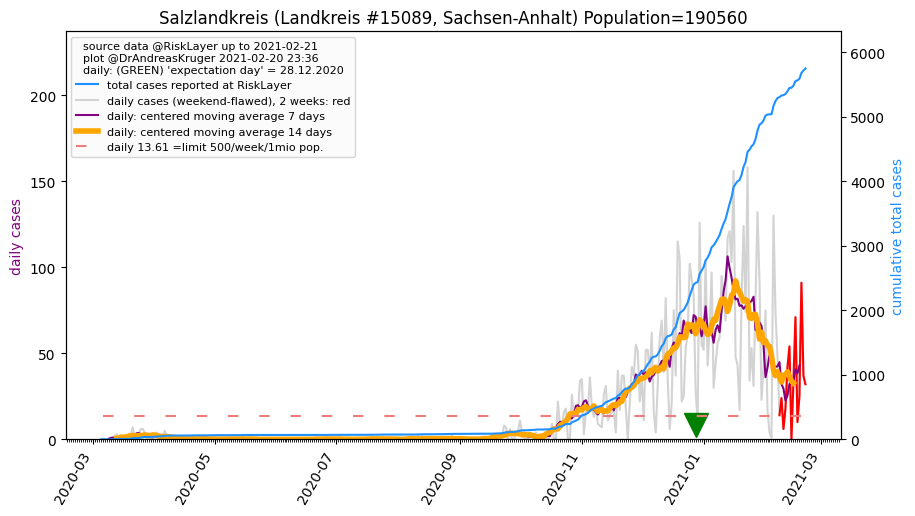 Salzlandkreis (Landkreis #15089, Sachsen-Anhalt) Population=190560
source data @RiskLayer up to 2021-02-21
plot @DrAndreasKruger 2021-02-20 23:36
daily: (GREEN) 'expectation day' = 28.12.2020
total cases reported at RiskLayer
daily cases (weekend-flawed), 2 weeks: red
daily: centered moving average 7 days
daily: centered moving average 14 days
daily 13.61 =limit 500/week/1mio pop.
daily cases
200
150
100
50
0
cumulative total cases
6000
5000
4000
3000
2000
1000
0
2020-03
2020-05
2020-07
2020-09
2020-11
2021-01
2021-03